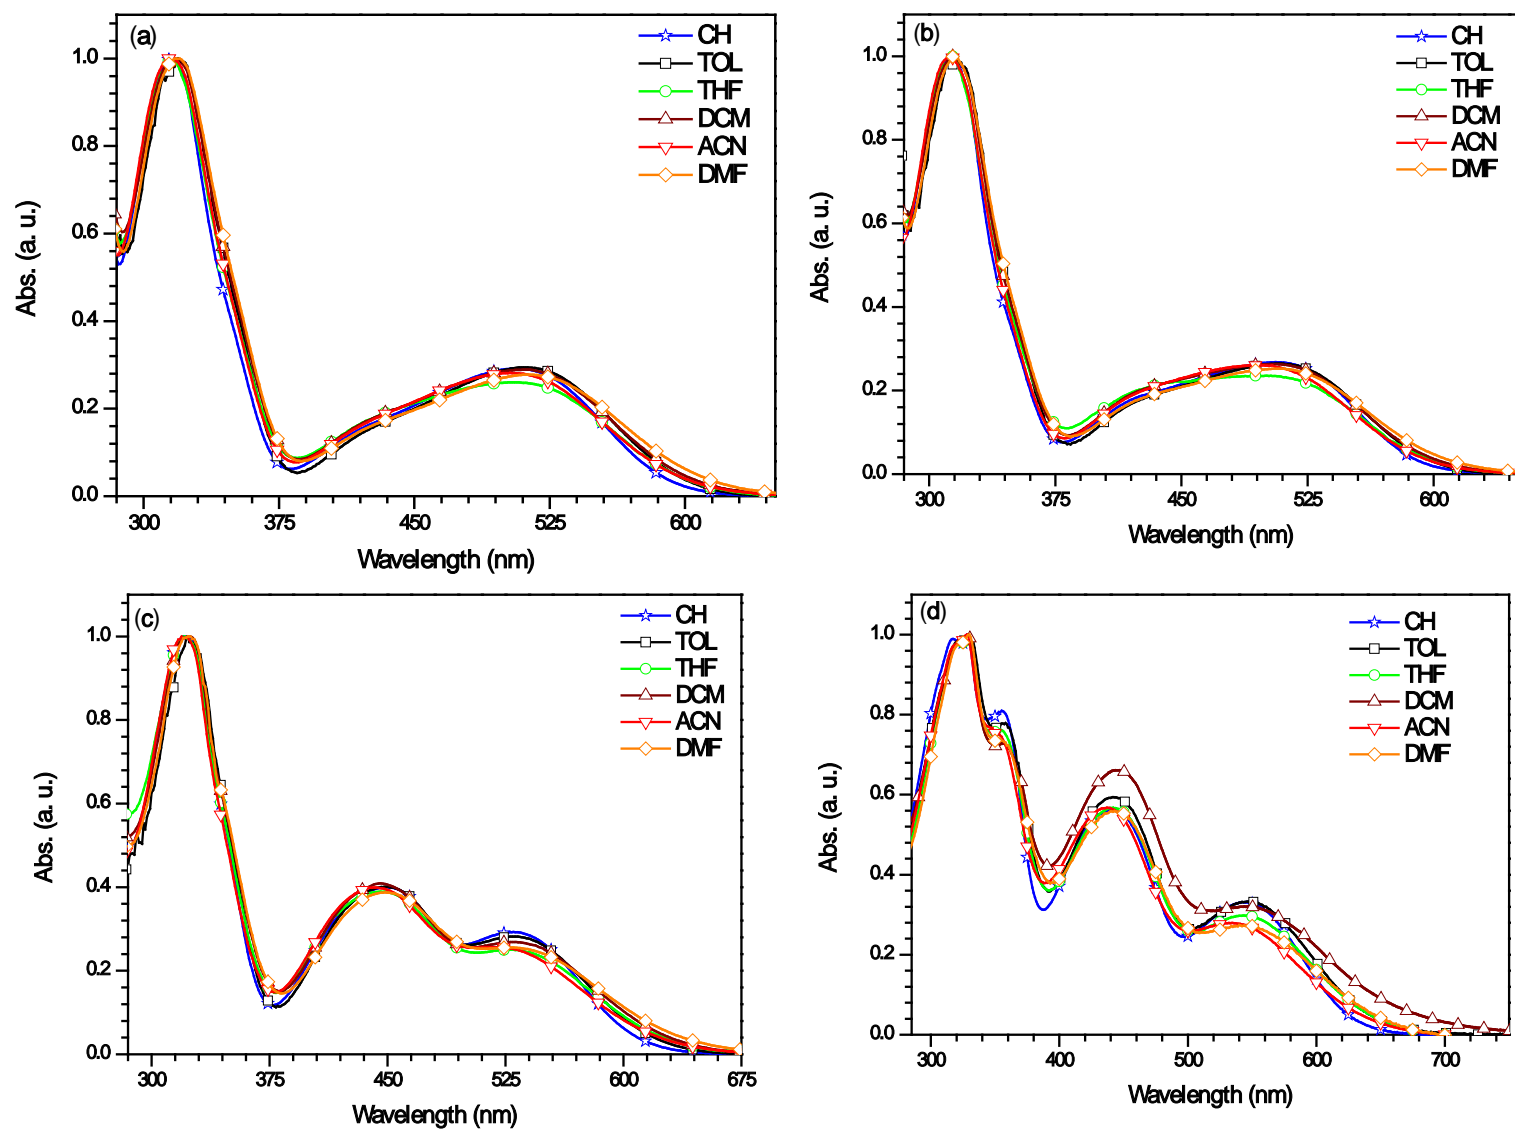 (a)
CH
TOL
THF
DCM
ACN
DMF
Abs. (a. u.)
1.0
0.8
0.6
0.4
0.2
0.0
300 375 450 525 600
Wavelength (nm)
(b)
CH
TOL
THF
DCM
ACN
DMF
Abs. (a. u.)
1.0
0.8
0.6
0.4
0.2
0.0
300 375 450 525 600
Wavelength (nm)
(c)
CH
TOL
THF
DCM
ACN
DMF
Abs. (a. u.)
1.0
0.8
0.6
0.4
0.2
0.0
300 375 450 525 600 675
Wavelength (nm)
(d)
CH
TOL
THF
DCM
ACN
DMF
Abs. (a. u.)
1.0
0.8
0.6
0.4
0.2
0.0
300 400 500 600 700
Wavelength (nm)